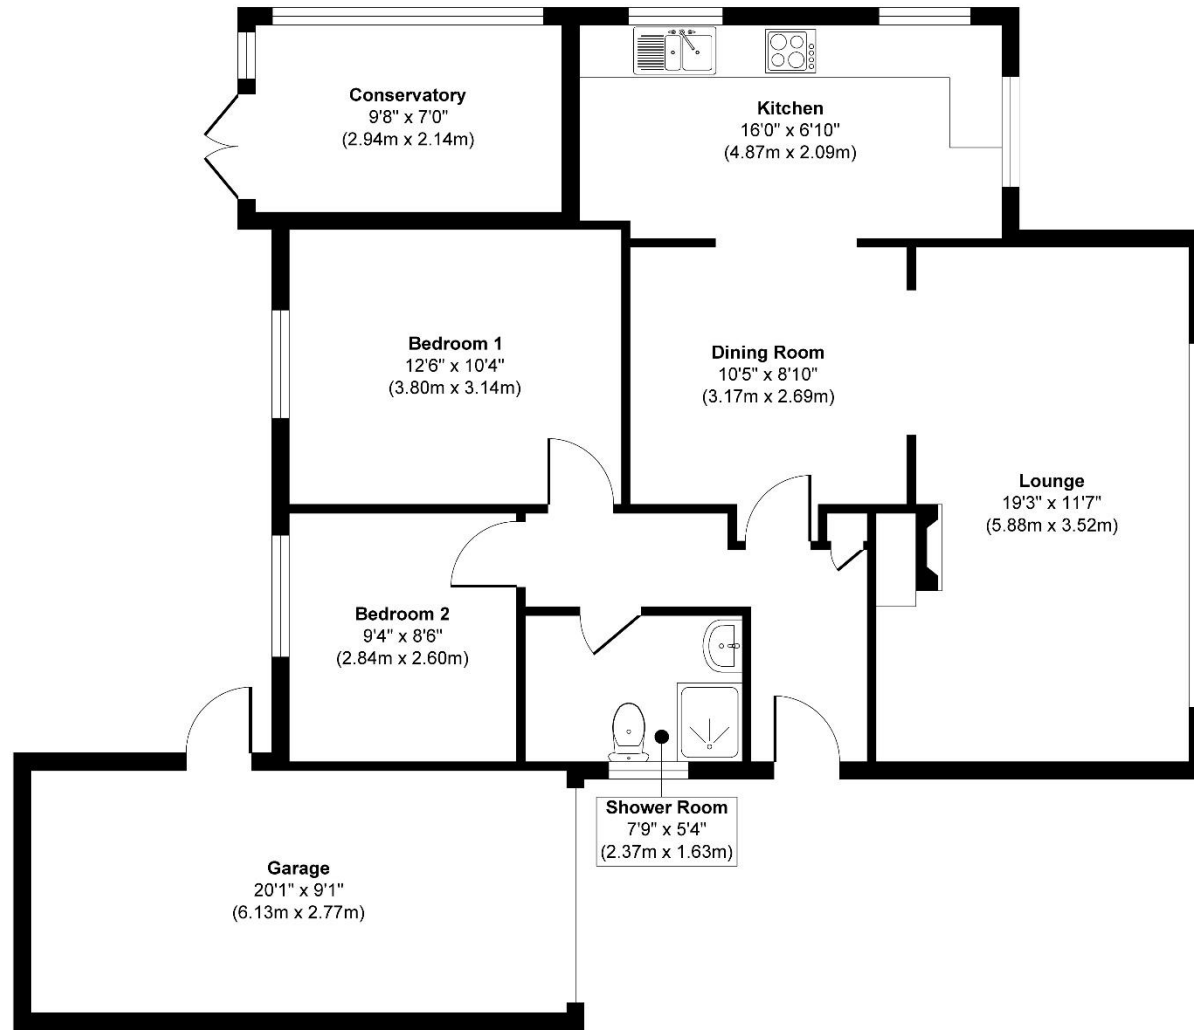 Conservatory
9'8" x 7'0"
(2.94m x 2.14m)
Kitchen
16'0" x 6'10"
(4.87m x 2.09m)
Bedroom 1
12'6" x 10'4"
(3.80m x 3.14m)
Dining Room
10'5" x 8'10"
(3.17m x 2.69m)
Lounge
19'3" x 11'7"
(5.88m x 3.52m)
Bedroom 2
9'4" x 8'6"
(2.84m x 2.60m)
Shower Room
7'9" x 5'4"
(2.37m x 1.63m)
Garage
20'1" x 9'1"
(6.13m x 2.77m)